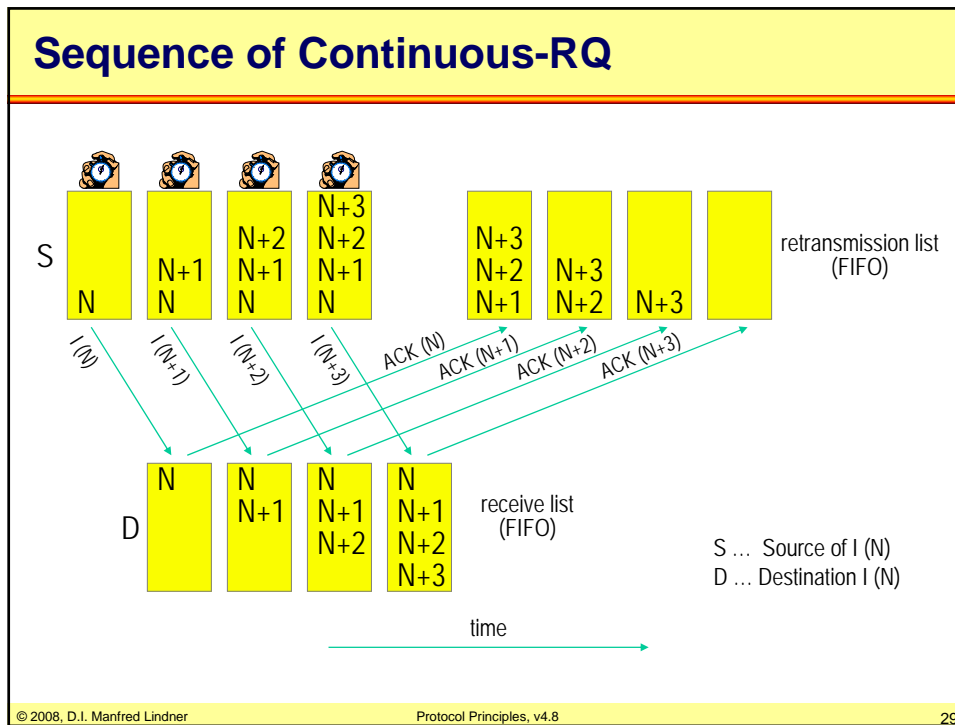 Sequence of Continuous-RQ
S
N
N+1
N
N+2
N+1
N
N+3
N+2
N+1
N
N+3
N+2
N+1
N+3
N+2
N+3
retransmission list
(FIFO)
I (N)
I (N+1)
I (N+2)
I (N+3)
ACK (N)
ACK (N+1)
ACK (N+2)
ACK (N+3)
D
N
N
N+1
N
N+1
N+2
N
N+1
N+2
N+3
receive list
(FIFO)
S ... Source of I (N)
D ... Destination I (N)
time
© 2008, D.I. Manfred Lindner
Protocol Principles, v4.8
29